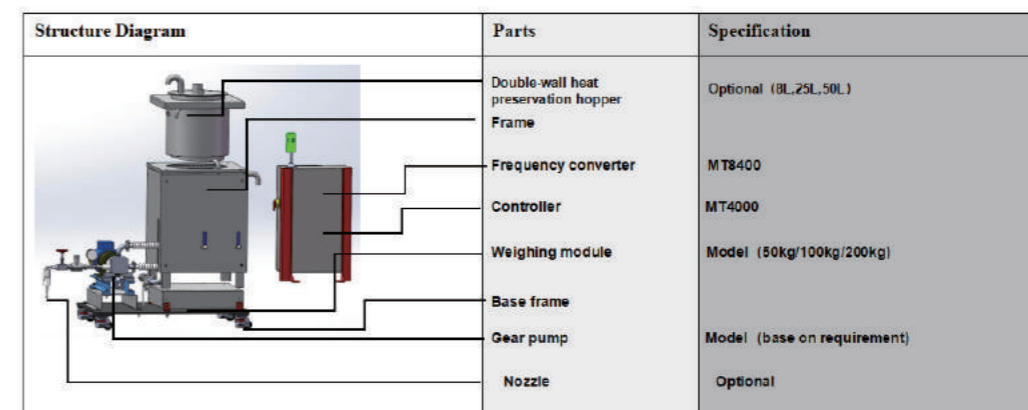 Structure Diagram Parts Specification
Double-wall heat
preservation hopper Optional (8L,25L,50L)
Frame
Frequency converter MT8400
Controller MT4000
Weighing module Model (50kg/100kg/200kg)
Base frame
Gear pump Model (base on requirement)
Nozzle Optional